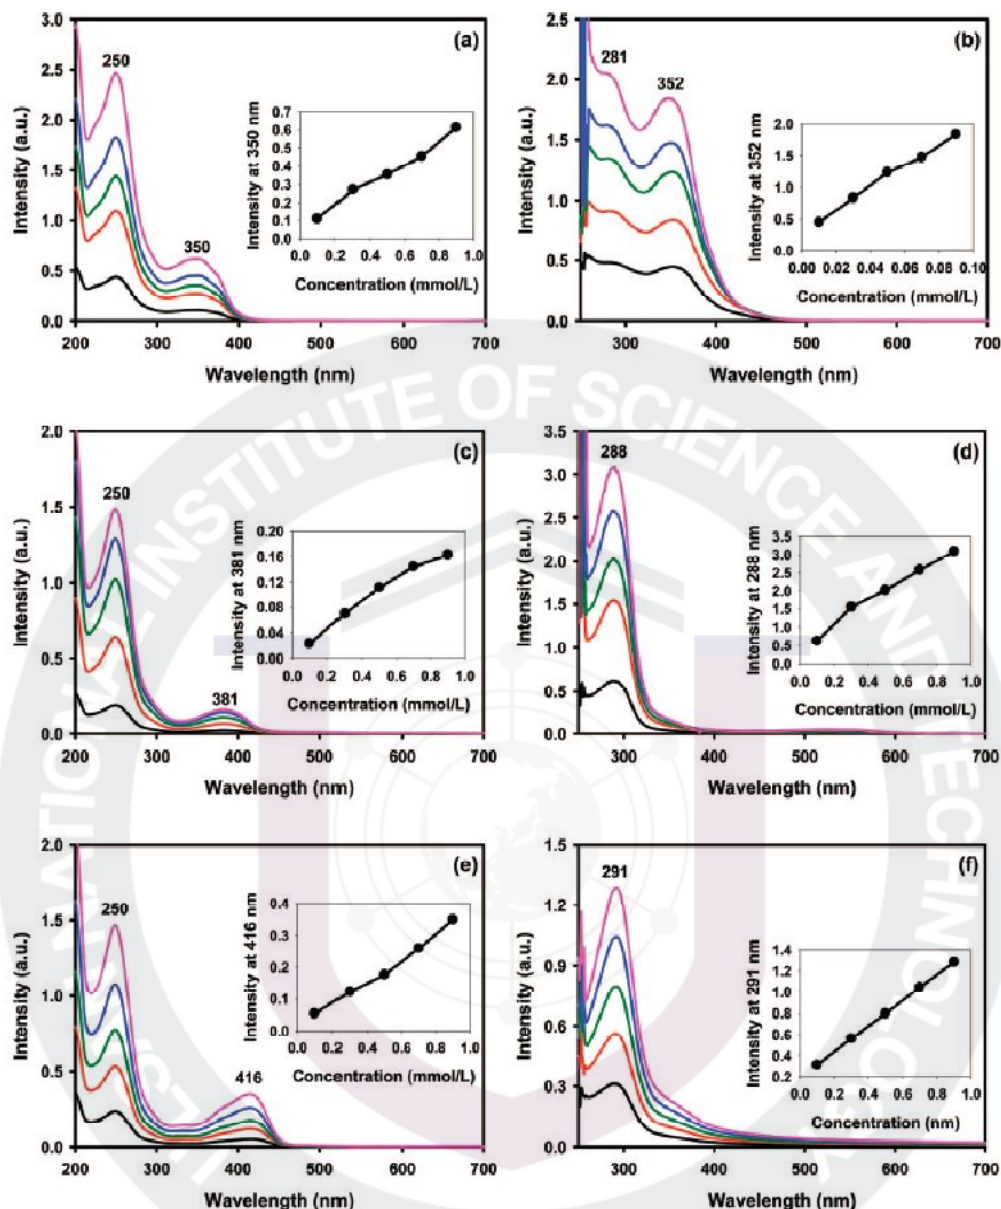 (a)
250
350
3.0
2.5
2.0
1.5
1.0
0.5
0.0
Intensity (a.u.)
200 300 400 500 600 700
Wavelength (nm)
0.7
0.6
0.5
0.4
0.3
0.2
0.1
0.0
Intensity at 350 nm
0.0 0.2 0.4 0.6 0.8 1.0
Concentration (mmol/L)
(b)
281
352
2.5
2.0
1.5
1.0
0.5
0.0
Intensity (a.u.)
300 400 500 600 700
Wavelength (nm)
2.0
1.5
1.0
0.5
0.0
Intensity at 352 nm
0.00 0.02 0.04 0.06 0.08 0.10
Concentration (mmol/L)
(c)
250
381
2.0
1.5
1.0
0.5
0.0
Intensity (a.u.)
200 300 400 500 600 700
Wavelength (nm)
0.20
0.16
0.12
0.08
0.04
0.00
Intensity at 381 nm
0.0 0.2 0.4 0.6 0.8 1.0
Concentration (mmol/L)
(d)
288
3.5
3.0
2.5
2.0
1.5
1.0
0.5
0.0
Intensity (a.u.)
300 400 500 600 700
Wavelength (nm)
3.5
3.0
2.5
2.0
1.5
1.0
0.5
0.0
Intensity at 288 nm
0.0 0.2 0.4 0.6 0.8 1.0
Concentration (mmol/L)
(e)
250
416
2.0
1.5
1.0
0.5
0.0
Intensity (a.u.)
200 300 400 500 600 700
Wavelength (nm)
0.4
0.3
0.2
0.1
0.0
Intensity at 416 nm
0.0 0.2 0.4 0.6 0.8 1.0
Concentration (mmol/L)
(f)
291
1.5
1.2
0.9
0.6
0.3
0.0
Intensity (a.u.)
300 400 500 600 700
Wavelength (nm)
1.4
1.2
1.0
0.8
0.6
0.4
0.2
Intensity at 291 nm
0.0 0.2 0.4 0.6 0.8 1.0
Concentration (nm)
INSTITUTE OF SCIENCE AND TECHNOLOGY